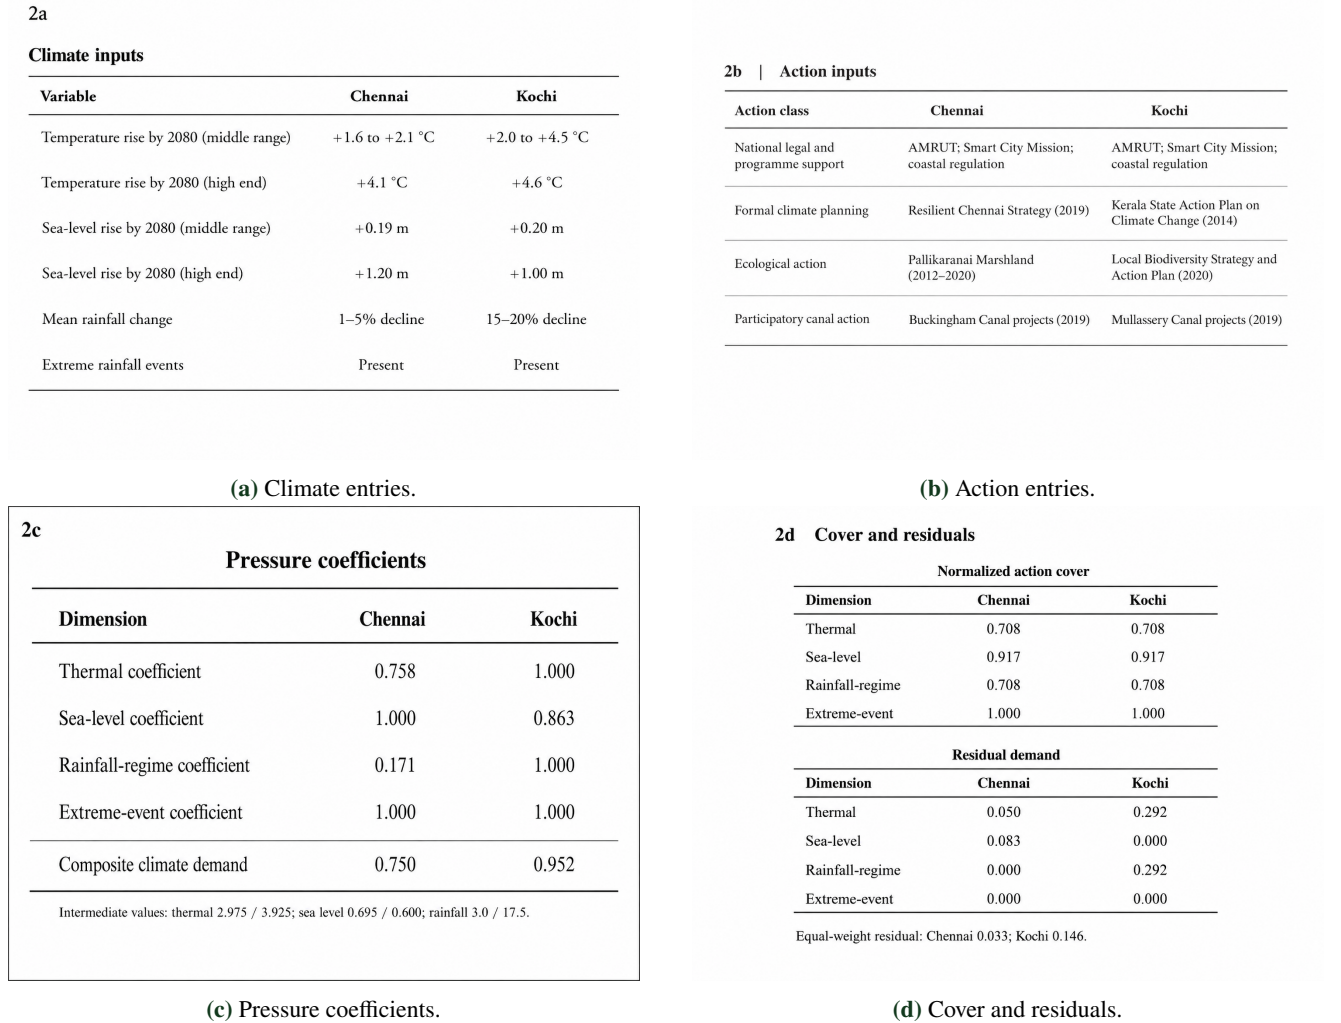 2a
Climate inputs
Variable Chennai Kochi
Temperature rise by 2080 (middle range) +1.6 to +2.1 °C +2.0 to +4.5 °C
Temperature rise by 2080 (high end) +4.1 °C +4.6 °C
Sea-level rise by 2080 (middle range) +0.19 m +0.20 m
Sea-level rise by 2080 (high end) +1.20 m +1.00 m
Mean rainfall change 1–5% decline 15–20% decline
Extreme rainfall events Present Present
(a) Climate entries.
2b | Action inputs
Action class Chennai Kochi
National legal and AMRUT; Smart City Mission; AMRUT; Smart City Mission;
programme support coastal regulation coastal regulation
Formal climate planning Resilient Chennai Strategy (2019) Kerala State Action Plan on
Climate Change (2014)
Ecological action Pallikaranai Marshland Local Biodiversity Strategy and
(2012–2020) Action Plan (2020)
Participatory canal action Buckingham Canal projects (2019) Mullassery Canal projects (2019)
(b) Action entries.
2c
Pressure coefficients
Dimension Chennai Kochi
Thermal coefficient 0.758 1.000
Sea-level coefficient 1.000 0.863
Rainfall-regime coefficient 0.171 1.000
Extreme-event coefficient 1.000 1.000
Composite climate demand 0.750 0.952
Intermediate values: thermal 2.975 / 3.925; sea level 0.695 / 0.600; rainfall 3.0 / 17.5.
(c) Pressure coefficients.
2d Cover and residuals
Normalized action cover
Dimension Chennai Kochi
Thermal 0.708 0.708
Sea-level 0.917 0.917
Rainfall-regime 0.708 0.708
Extreme-event 1.000 1.000
Residual demand
Dimension Chennai Kochi
Thermal 0.050 0.292
Sea-level 0.083 0.000
Rainfall-regime 0.000 0.292
Extreme-event 0.000 0.000
Equal-weight residual: Chennai 0.033; Kochi 0.146.
(d) Cover and residuals.